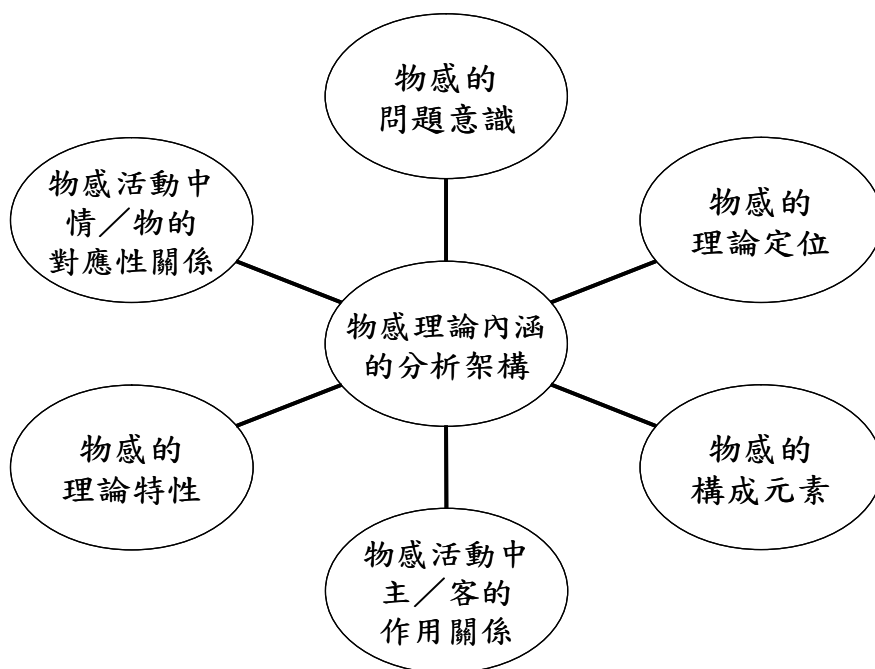 物感的
問題意識
物感活動中
情／物的
對應性關係
物感的
理論定位
物感理論內涵
的分析架構
物感的
理論特性
物感的
構成元素
物感活動中
主／客的
作用關係